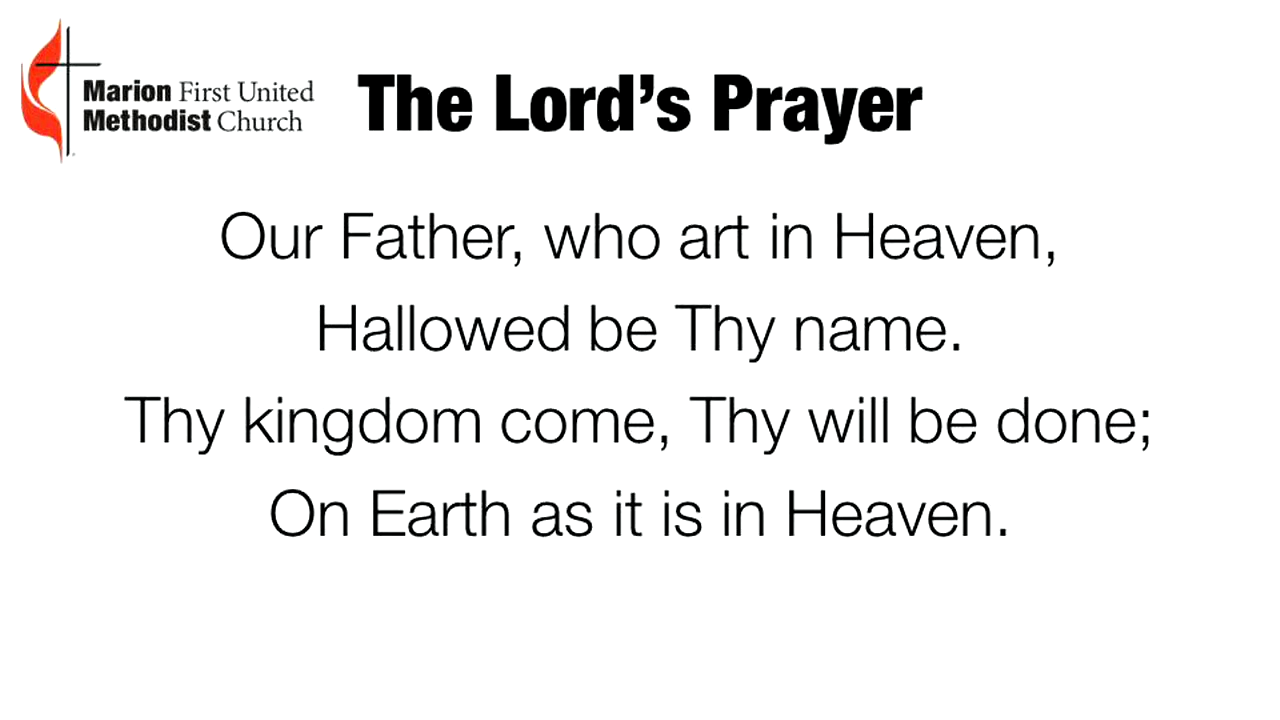 Marion First United
Methodist Church
The Lord's Prayer
Our Father, who art in Heaven,
Hallowed be Thy name.
Thy kingdom come, Thy will be done;
On Earth as it is in Heaven.